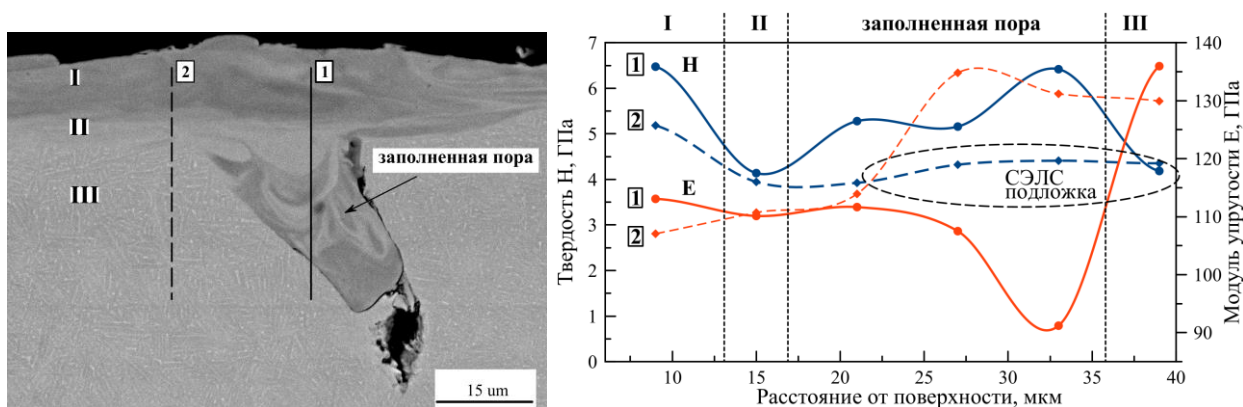 I
2
1
II
заполненная пора
III
15 um
I
II
заполненная пора
III
7
140
1
H
6
130
2
5
120
4
СЭЛС
подложка
1
E
3
110
2
2
100
1
90
0
10
15
20
25
30
35
40
Твердость H, ГПа
Модуль упругости E, ГПа
Расстояние от поверхности, мкм